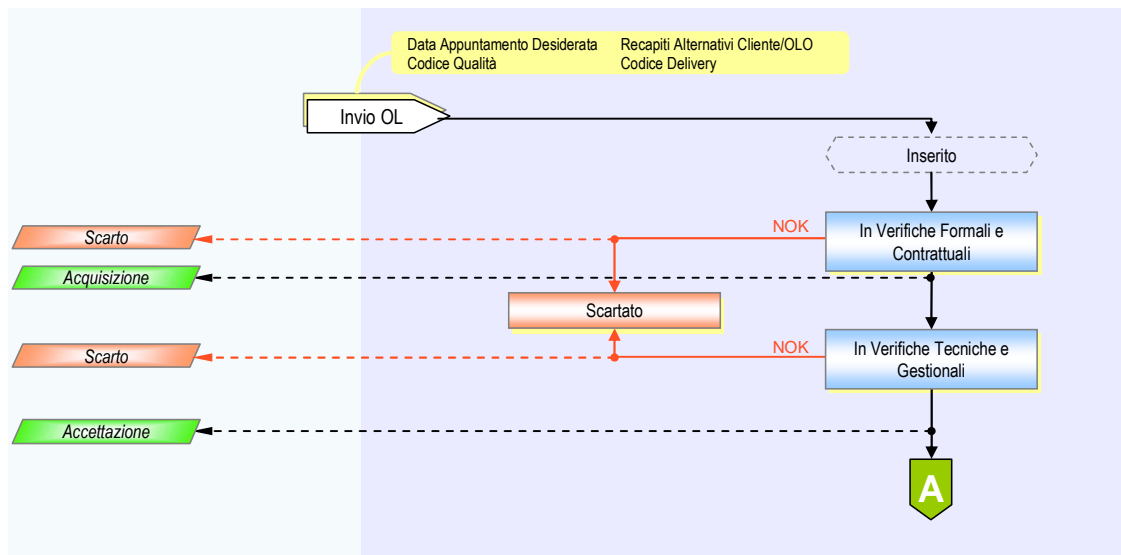 Data Appuntamento Desiderata Recapiti Alternativi Cliente/OLO
Codice Qualità Codice Delivery
Invio OL
Inserito
Scarto
NOK
In Verifiche Formali e
Contrattuali
Acquisizione
Scartato
Scarto
NOK
In Verifiche Tecniche e
Gestionali
Accettazione
A